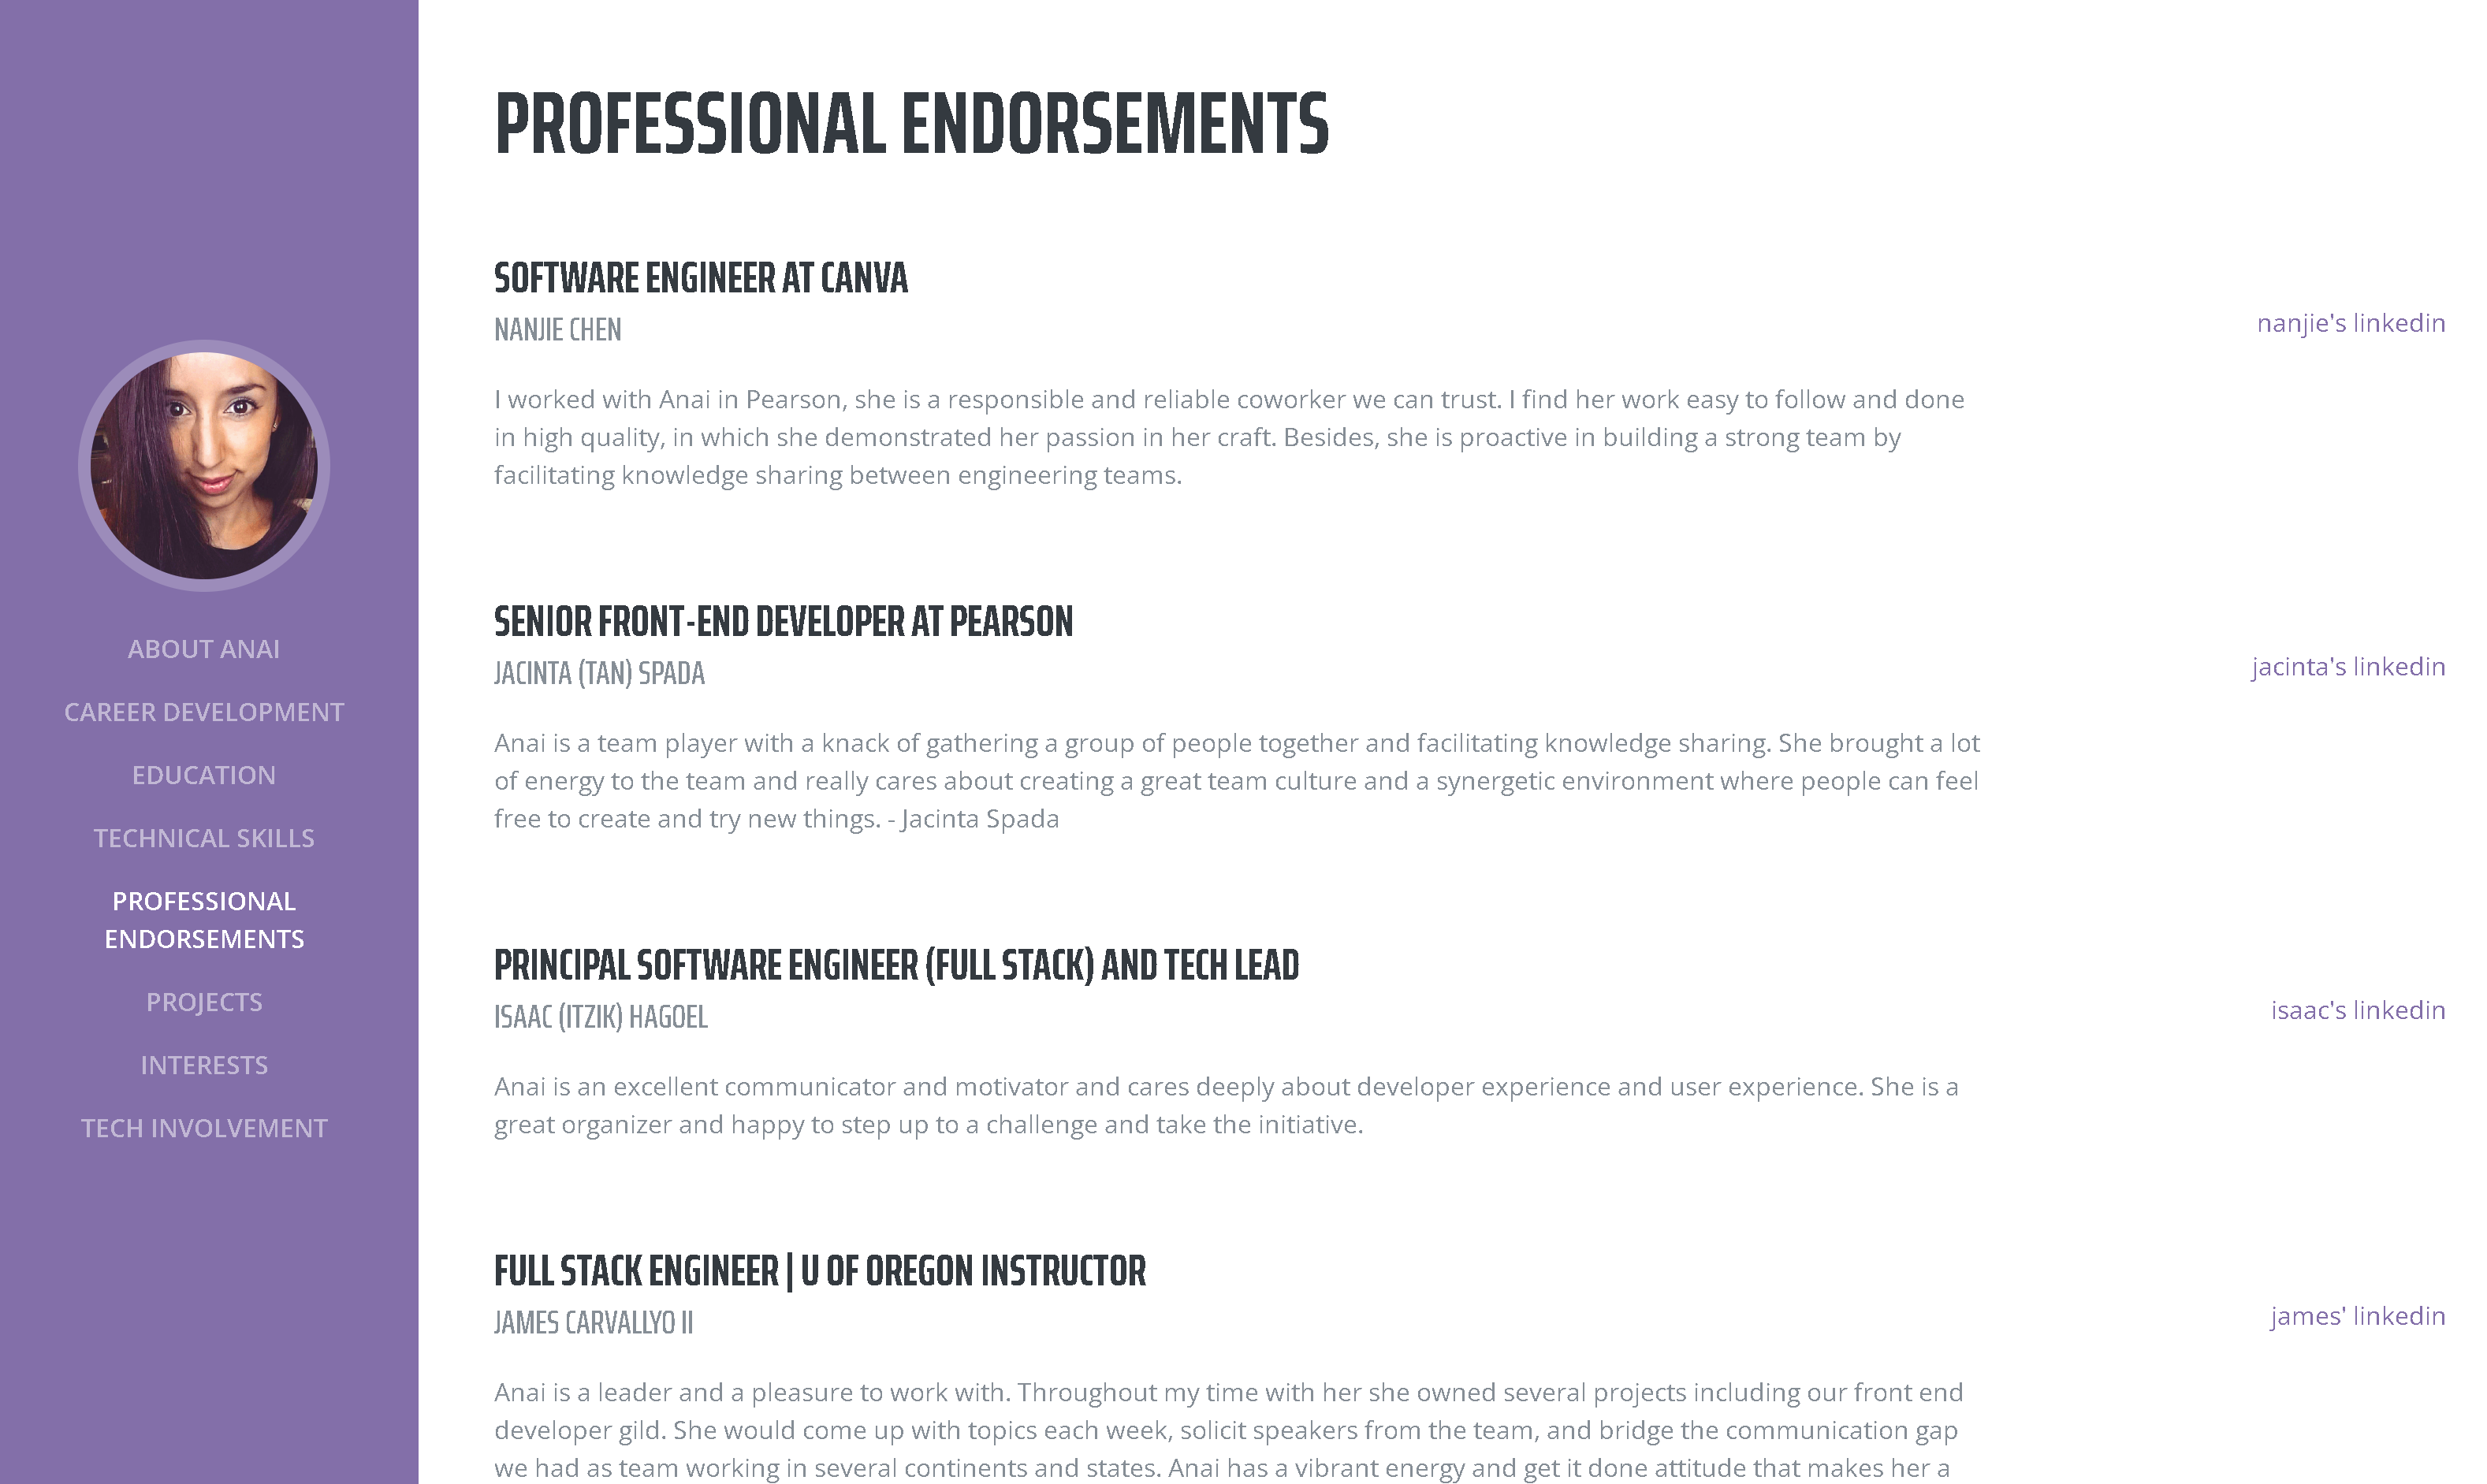 ABOUT ANAI
CAREER DEVELOPMENT
EDUCATION
TECHNICAL SKILLS
PROFESSIONAL
ENDORSEMENTS
PROJECTS
INTERESTS
TECH INVOLVEMENT
PROFESSIONAL ENDORSEMENTS
SOFTWARE ENGINEER AT CANVA
NANJIE CHEN
nanjie's linkedin
I worked with Anai in Pearson, she is a responsible and reliable coworker we can trust. I find her work easy to follow and done
in high quality, in which she demonstrated her passion in her craft. Besides, she is proactive in building a strong team by
facilitating knowledge sharing between engineering teams.
SENIOR FRONT-END DEVELOPER AT PEARSON
JACINTA (TAN) SPADA
jacinta's linkedin
Anai is a team player with a knack of gathering a group of people together and facilitating knowledge sharing. She brought a lot
of energy to the team and really cares about creating a great team culture and a synergetic environment where people can feel
free to create and try new things. - Jacinta Spada
PRINCIPAL SOFTWARE ENGINEER (FULL STACK) AND TECH LEAD
ISAAC (ITZIK) HAGOEL
isaac's linkedin
Anai is an excellent communicator and motivator and cares deeply about developer experience and user experience. She is a
great organizer and happy to step up to a challenge and take the initiative.
FULL STACK ENGINEER | U OF OREGON INSTRUCTOR
JAMES CARVALLYO II
james' linkedin
Anai is a leader and a pleasure to work with. Throughout my time with her she owned several projects including our front end
developer gild. She would come up with topics each week, solicit speakers from the team, and bridge the communication gap
we had as team working in several continents and states. Anai has a vibrant energy and get it done attitude that makes her a